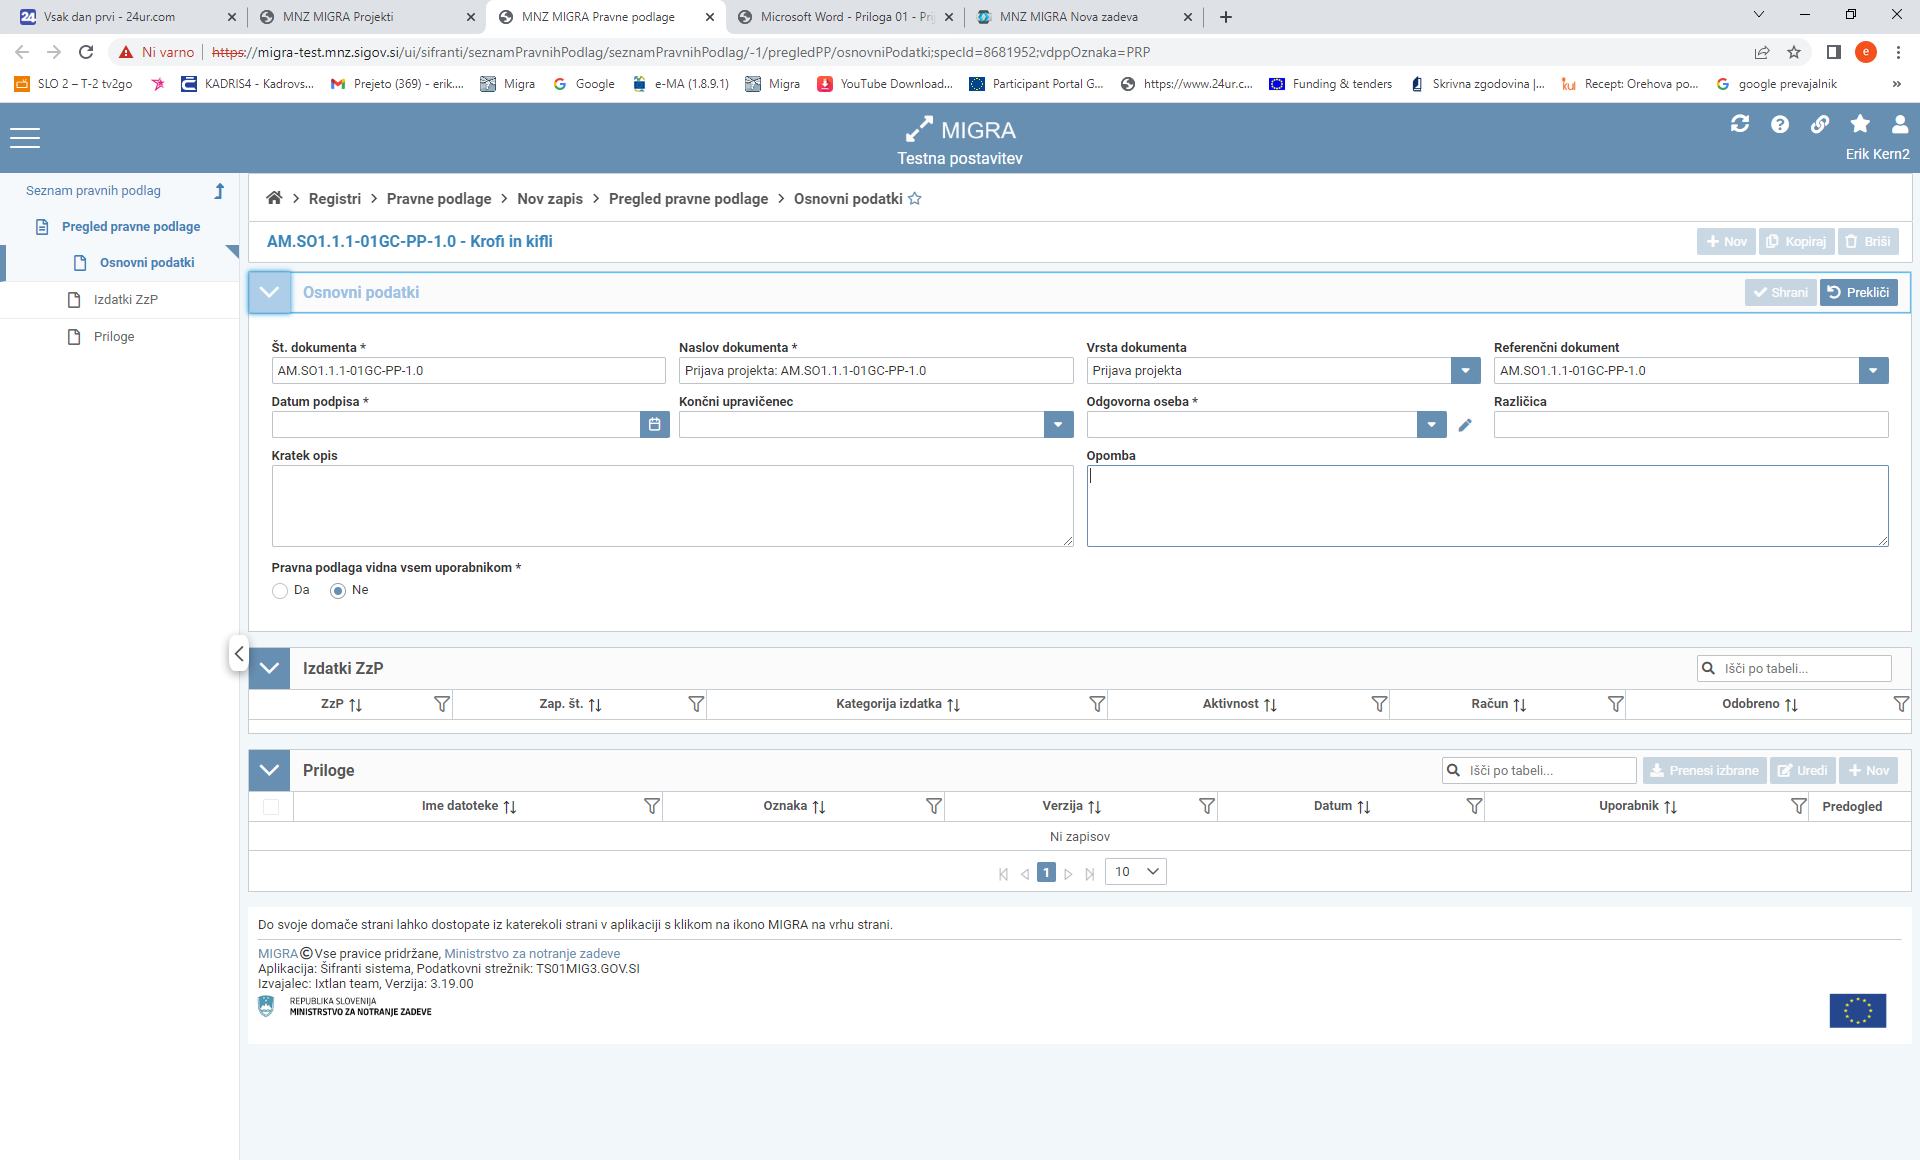 Vsak dan prvi - 24ur.com
MNZ MIGRA Projekti
MNZ MIGRA Pravne podlage
Microsoft Word - Priloga 01 - Pri
MNZ MIGRA Nova zadeva
Ni varno
https://migra-test.mnz.sigov.si/ui/sifranti/seznamPravnihPodlag/seznamPravnihPodlag/-1/pregledPP/osnovniPodatki;specId=8681952;vdppOznaka=PRP
e
SLO 2 – T-2 tv2go
KADRIS4 - Kadrovs...
Prejeto (369) - erik....
Migra
Google
e-MA (1.8.9.1)
Migra
YouTube Download...
Participant Portal G...
https://www.24ur.c...
Funding & tenders
Skrivna zgodovina |...
Recept: Orehova po...
google prevajalnik
»
MIGRA
Testna postavitev
Erik Kern2
Seznam pravnih podlag
Pregled pravne podlage
Osnovni podatki
Izdatki ZzP
Priloge
Registri > Pravne podlage > Nov zapis > Pregled pravne podlage > Osnovni podatki
AM.SO1.1.1-01GC-PP-1.0 - Krofi in kifli
Nov
Kopiraj
Briši
Osnovni podatki
Shrani
Prekliči
Št. dokumenta *
Naslov dokumenta *
Vrsta dokumenta
Referenčni dokument
AM.SO1.1.1-01GC-PP-1.0
Prijava projekta: AM.SO1.1.1-01GC-PP-1.0
Prijava projekta
AM.SO1.1.1-01GC-PP-1.0
Datum podpisa *
Končni upravičenec
Odgovorna oseba *
Različica
Kratek opis
Opomba
Pravna podlaga vidna vsem uporabnikom *
Da
Ne
Izdatki ZzP
Išči po tabeli...
ZzP
Zap. št.
Kategorija izdatka
Aktivnost
Račun
Odobreno
Priloge
Išči po tabeli...
Prenesi izbrane
Uredi
Nov
Ime datoteke
Oznaka
Verzija
Datum
Uporabnik
Predogled
Ni zapisov
1
10
Do svoje domače strani lahko dostopate iz katerekoli strani v aplikaciji s klikom na ikono MIGRA na vrhu strani.
MIGRA © Vse pravice pridržane, Ministrstvo za notranje zadeve
Aplikacija: Šifranti sistema, Podatkovni strežnik: TS01MIG3.GOV.SI
Izvajalec: Ixtlan team, Verzija: 3.19.00
REPUBLIKA SLOVENIJA
MINISTRSTVO ZA NOTRANJE ZADEVE